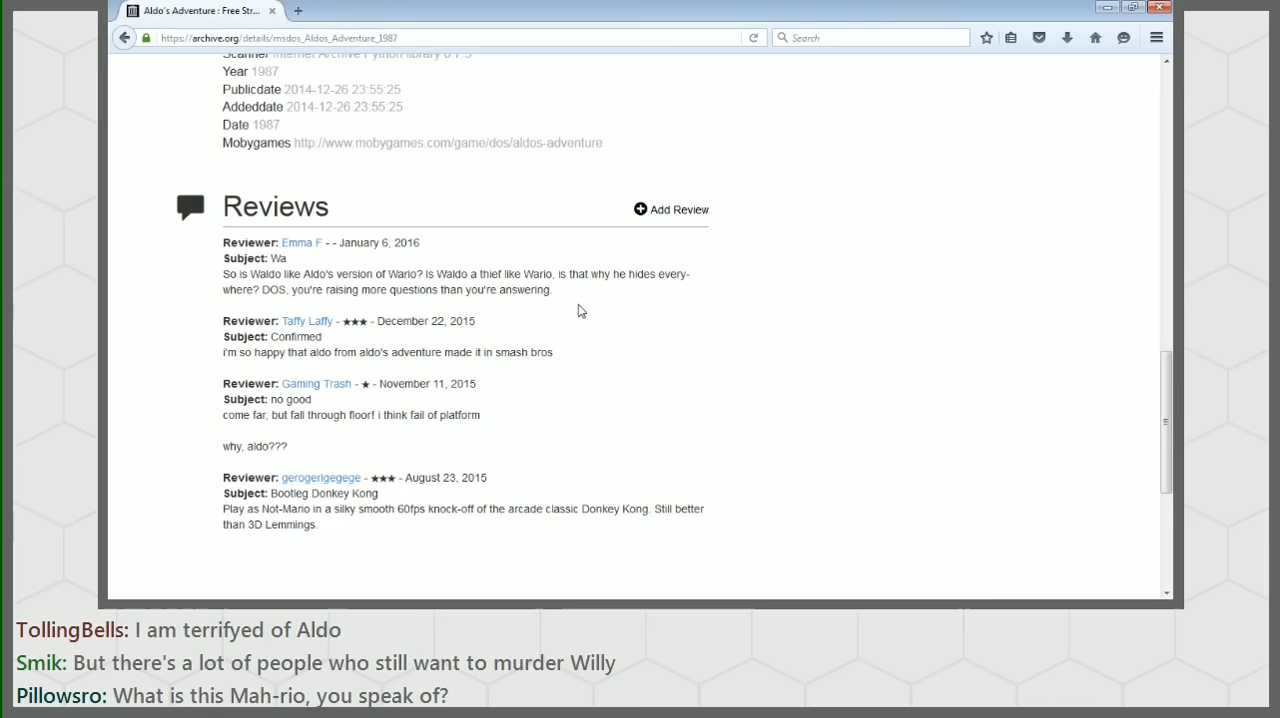 Aldo's Adventure : Free Str...
https://archive.org/details/msdos_Aldos_Adventure_1987
Search
Scanner Internet Archive Python library 0.7.5
Year 1987
Publicdate 2014-12-26 23:55:25
Addeddate 2014-12-26 23:55:25
Date 1987
Mobygames http://www.mobygames.com/game/dos/aldos-adventure
Reviews
Add Review
Reviewer: Emma F - - January 6, 2016
Subject: Wa
So is Waldo like Aldo's version of Wario? Is Waldo a thief like Wario, is that why he hides every-
where? DOS, you're raising more questions than you're answering.
Reviewer: Taffy Laffy - ★★★ - December 22, 2015
Subject: Confirmed
i'm so happy that aldo from aldo's adventure made it in smash bros
Reviewer: Gaming Trash - ★ - November 11, 2015
Subject: no good
come far, but fall through floor! i think fail of platform
why, aldo???
Reviewer: gerogerigegege - ★★★ - August 23, 2015
Subject: Bootleg Donkey Kong
Play as Not-Mario in a silky smooth 60fps knock-off of the arcade classic Donkey Kong. Still better
than 3D Lemmings.
TollingBells: I am terrifyed of Aldo
Smik: But there's a lot of people who still want to murder Willy
Pillowsro: What is this Mah-rio, you speak of?